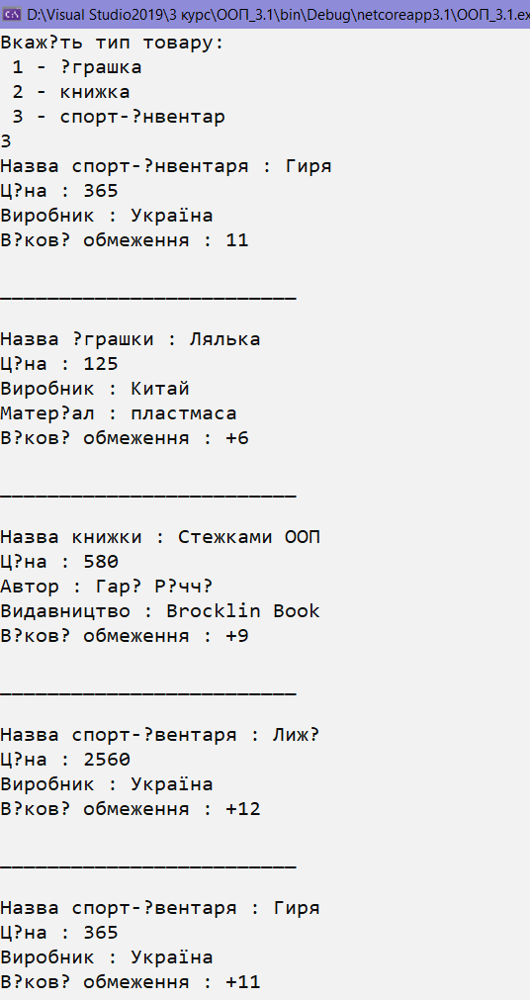 D:\Visual Studio2019\3 курс\ООП_3.1\bin\Debug\netcoreapp3.1\ООП_3.1.ex
Вкаж?ть тип товару:
1 - ?грашка
2 - книжка
3 - спорт-?нвентар
3
Назва спорт-?нвентаря : Гиря
Ц?на : 365
Виробник : Україна
В?ков? обмеження : 11
_________________________
Назва ?грашки : Лялька
Ц?на : 125
Виробник : Китай
Матер?ал : пластмаса
В?ков? обмеження : +6
_________________________
Назва книжки : Стежками ООП
Ц?на : 580
Автор : Гар? Р?чч?
Видавництво : Brocklin Book
В?ков? обмеження : +9
_________________________
Назва спорт-?вентаря : Лиж?
Ц?на : 2560
Виробник : Україна
В?ков? обмеження : +12
_________________________
Назва спорт-?вентаря : Гиря
Ц?на : 365
Виробник : Україна
В?ков? обмеження : +11